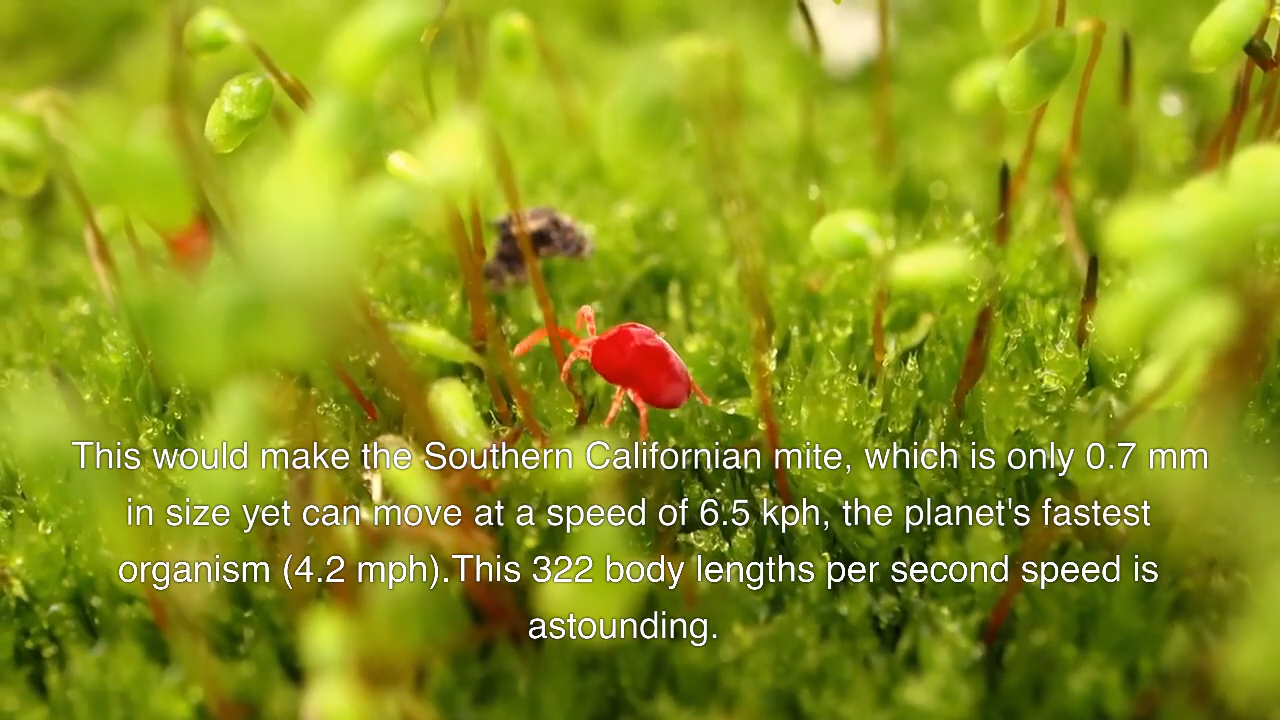 This would make the Southern Californian mite, which is only 0.7 mm
in size yet can move at a speed of 6.5 kph, the planet's fastest
organism (4.2 mph).This 322 body lengths per second speed is
astounding.